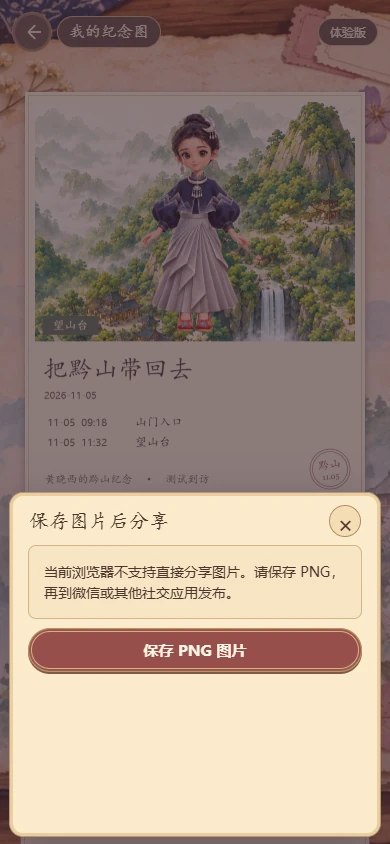 我的纪念图
体验版
望山台
把黔山带回去
2026·11·05
11·05 09:18 山门入口
11·05 11:32 望山台
黄晓西的黔山纪念 • 测试到访
黔山
11.05
保存图片后分享
当前浏览器不支持直接分享图片。请保存 PNG，
再到微信或其他社交应用发布。
保存 PNG 图片